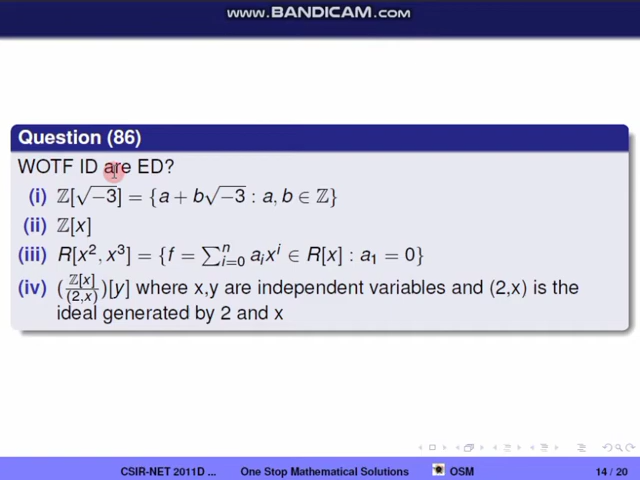 www.BANDICAM.com
Question (86)
WOTF ID are ED?
(i) ℤ[√−3] = {a + b√−3 : a, b ∈ ℤ}
(ii) ℤ[x]
(iii) R[x², x³] = {f = ∑ⁿᵢ₌₀ aᵢxⁱ ∈ R[x] : a₁ = 0}
(iv) (ℤ[x]/(2,x))[y] where x,y are independent variables and (2,x) is the
ideal generated by 2 and x
CSIR-NET 2011D ... One Stop Mathematical Solutions OSM 14 / 20